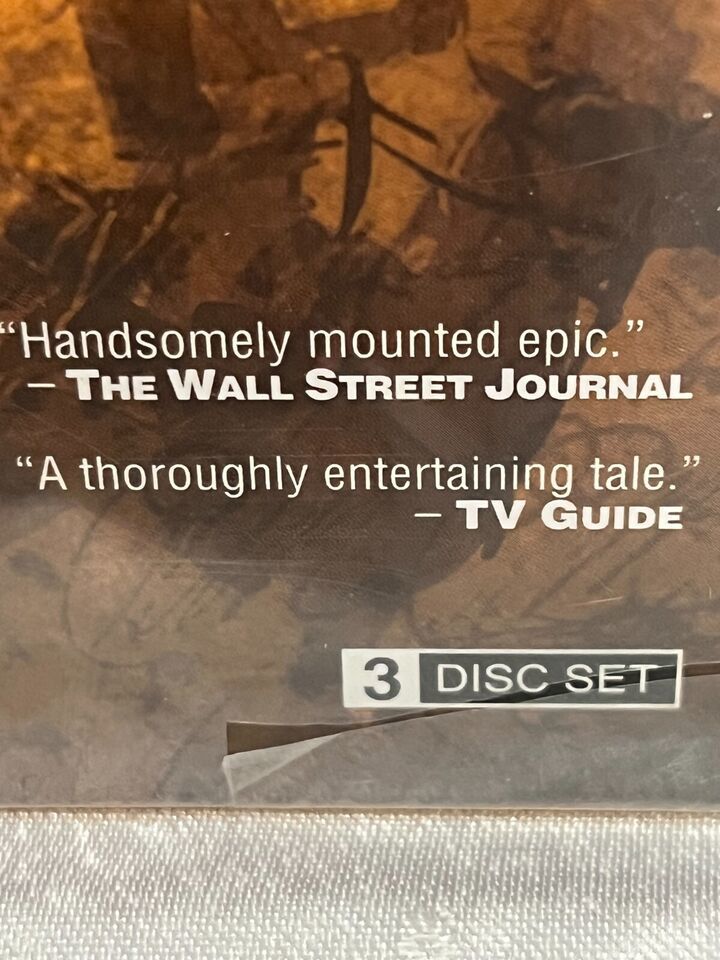 “Handsomely mounted epic.”
– THE WALL STREET JOURNAL
“A thoroughly entertaining tale.”
– TV GUIDE
3 DISC SET